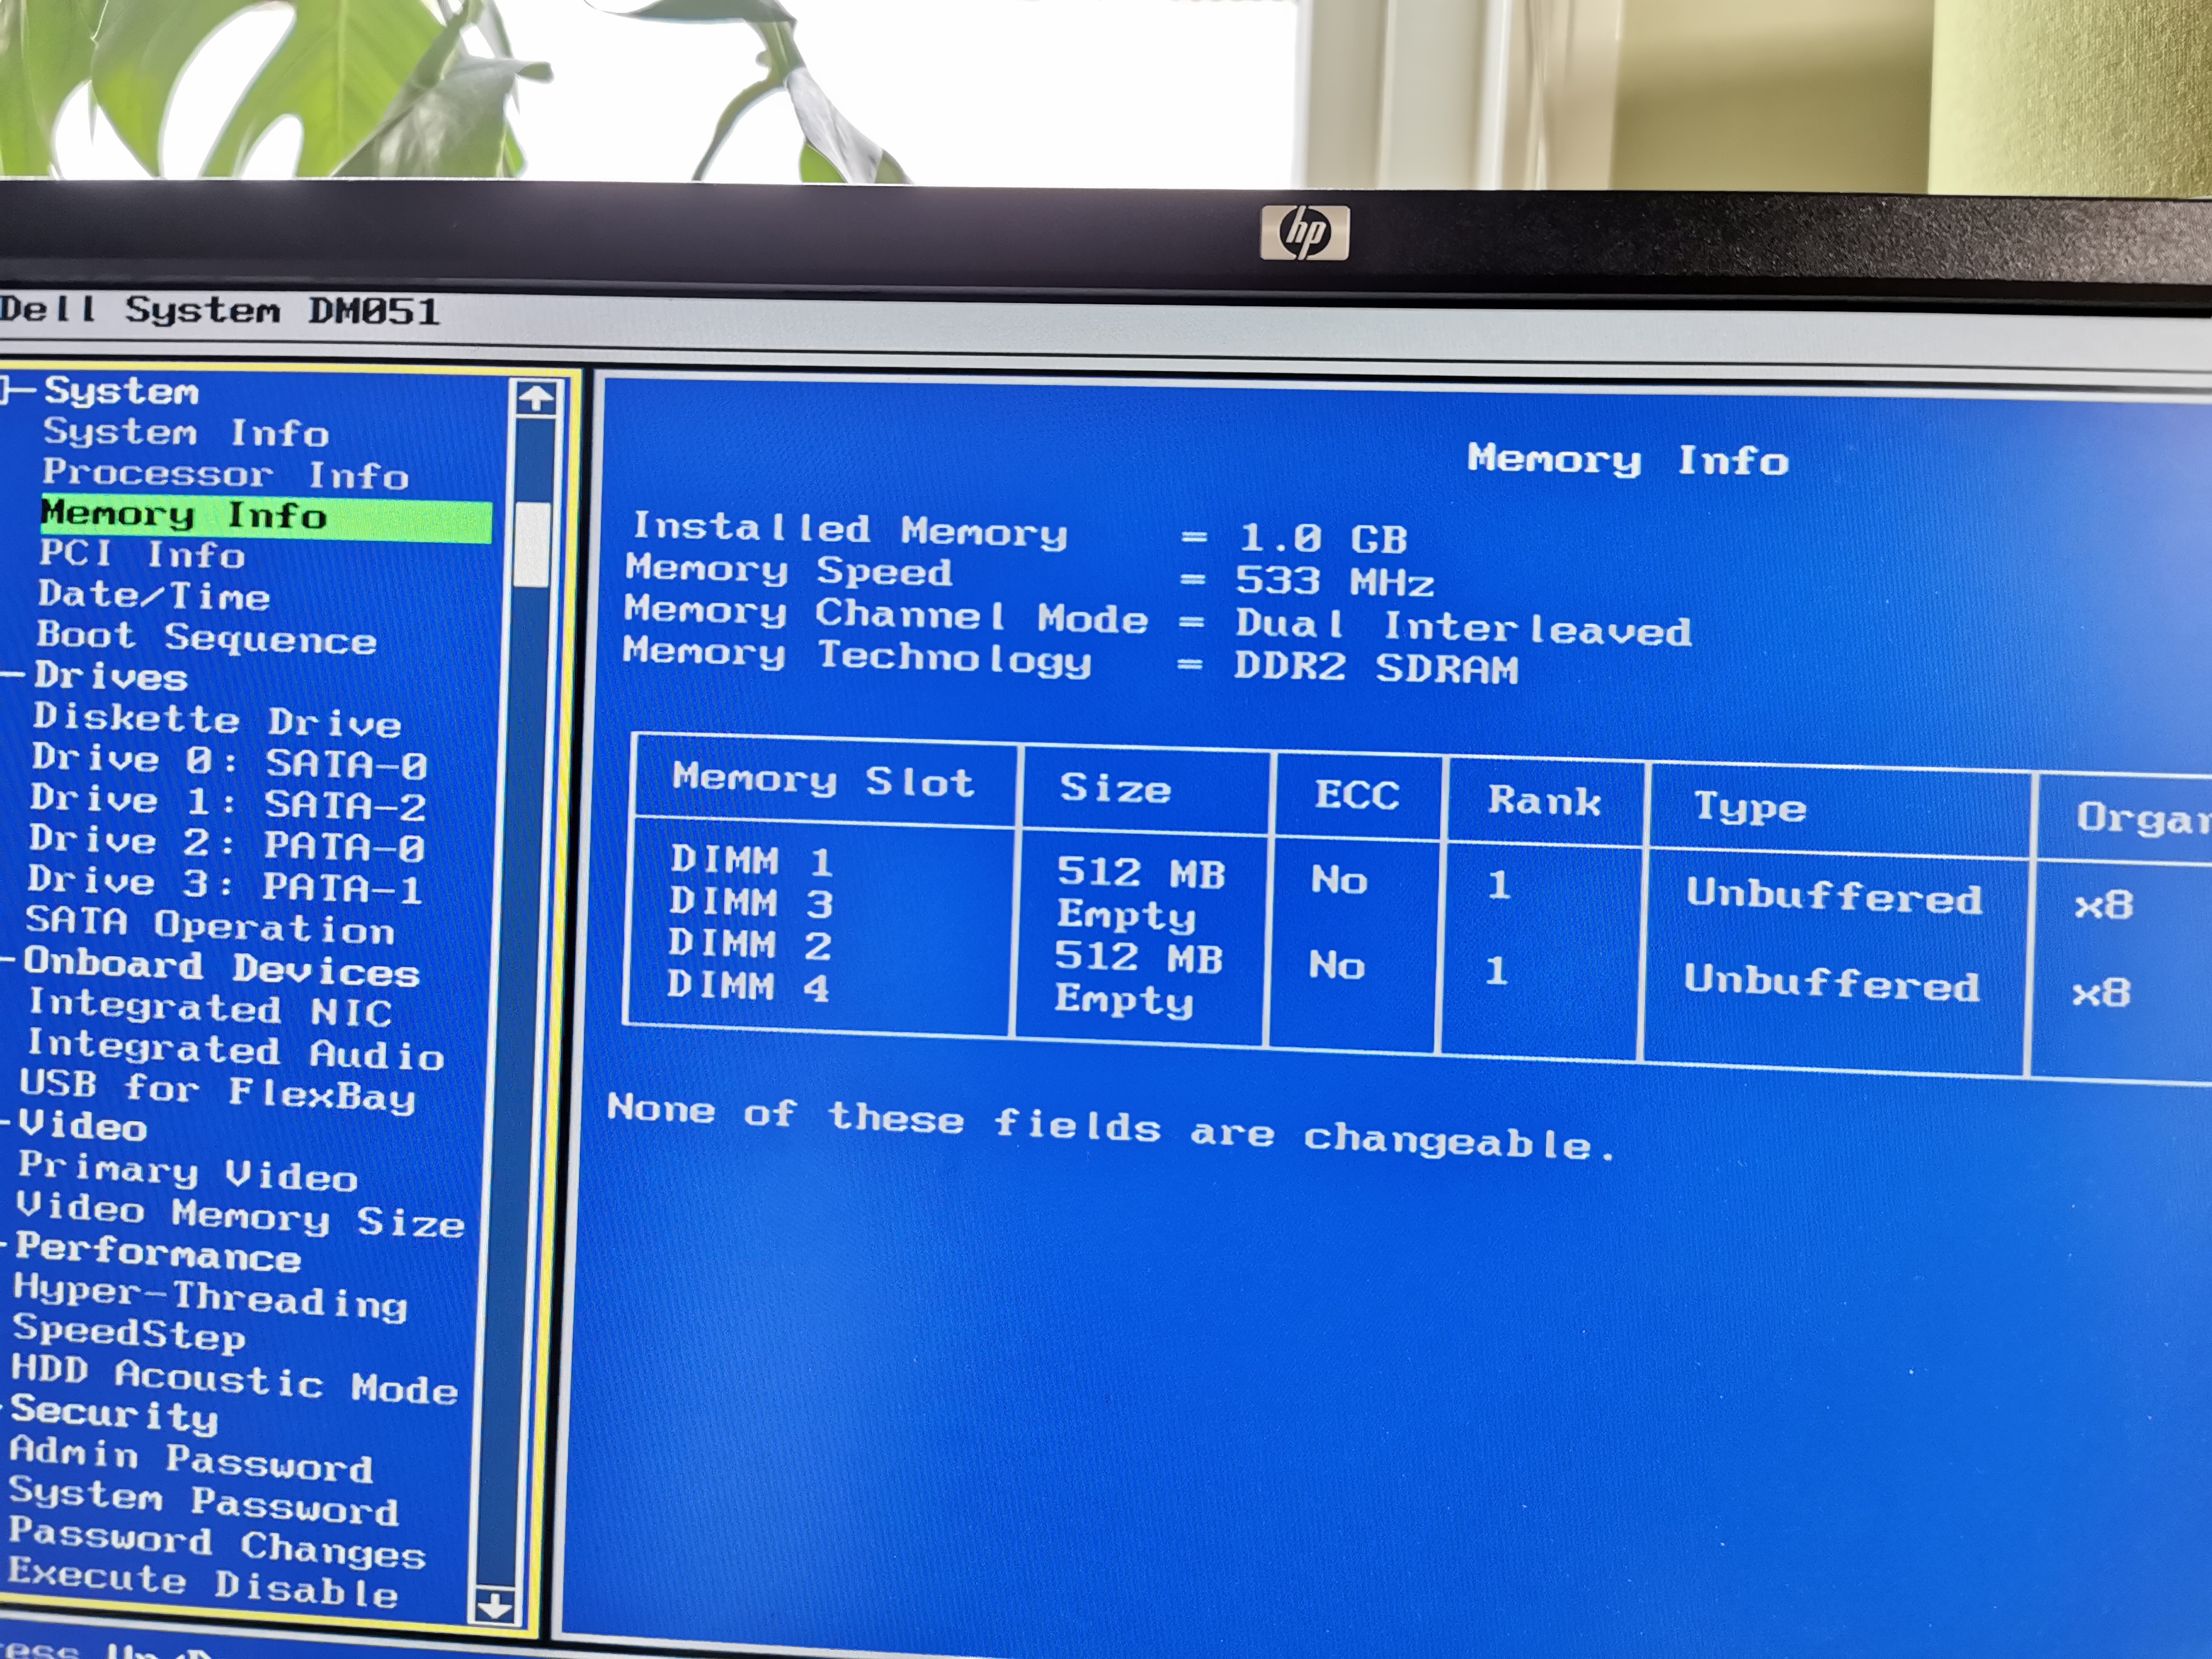 hp
Dell System DM051
System
System Info
Processor Info
Memory Info
PCI Info
Date/Time
Boot Sequence
Drives
Diskette Drive
Drive 0: SATA-0
Drive 1: SATA-2
Drive 2: PATA-0
Drive 3: PATA-1
SATA Operation
Onboard Devices
Integrated NIC
Integrated Audio
USB for FlexBay
Video
Primary Video
Video Memory Size
Performance
Hyper-Threading
SpeedStep
HDD Acoustic Mode
Security
Admin Password
System Password
Password Changes
Execute Disable
Memory Info
Installed Memory = 1.0 GB
Memory Speed = 533 MHz
Memory Channel Mode = Dual Interleaved
Memory Technology = DDR2 SDRAM
Memory Slot Size ECC Rank Type
DIMM 1 512 MB No 1 Unbuffered x8
DIMM 3 Empty
DIMM 2 512 MB No 1 Unbuffered x8
DIMM 4 Empty
None of these fields are changeable.